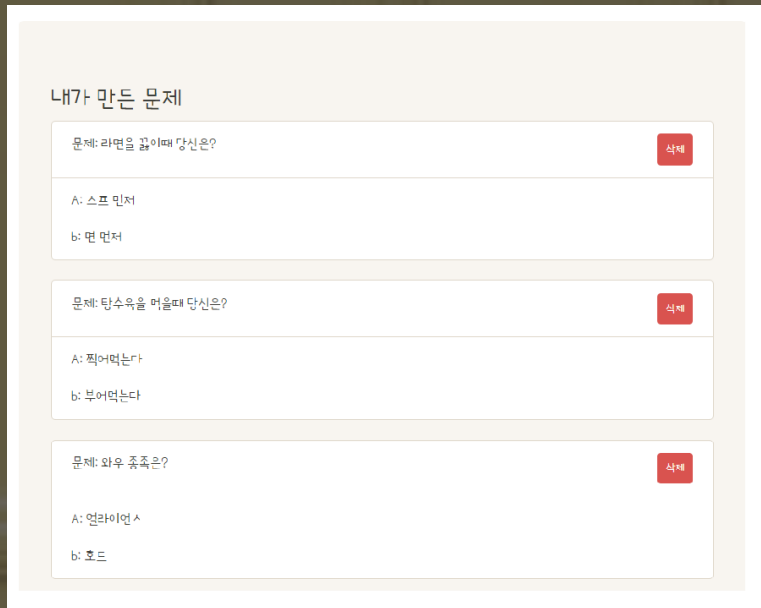 내가 만든 문제
문제: 라면을 끓이때 당신은?
삭제
A: 스프 먼저
b: 면 먼저
문제: 탕수육을 먹을때 당신은?
삭제
A: 찍어먹는다
b: 부어먹는다
문제: 와우 종족은?
삭제
A: 얼라이언스
b: 호드